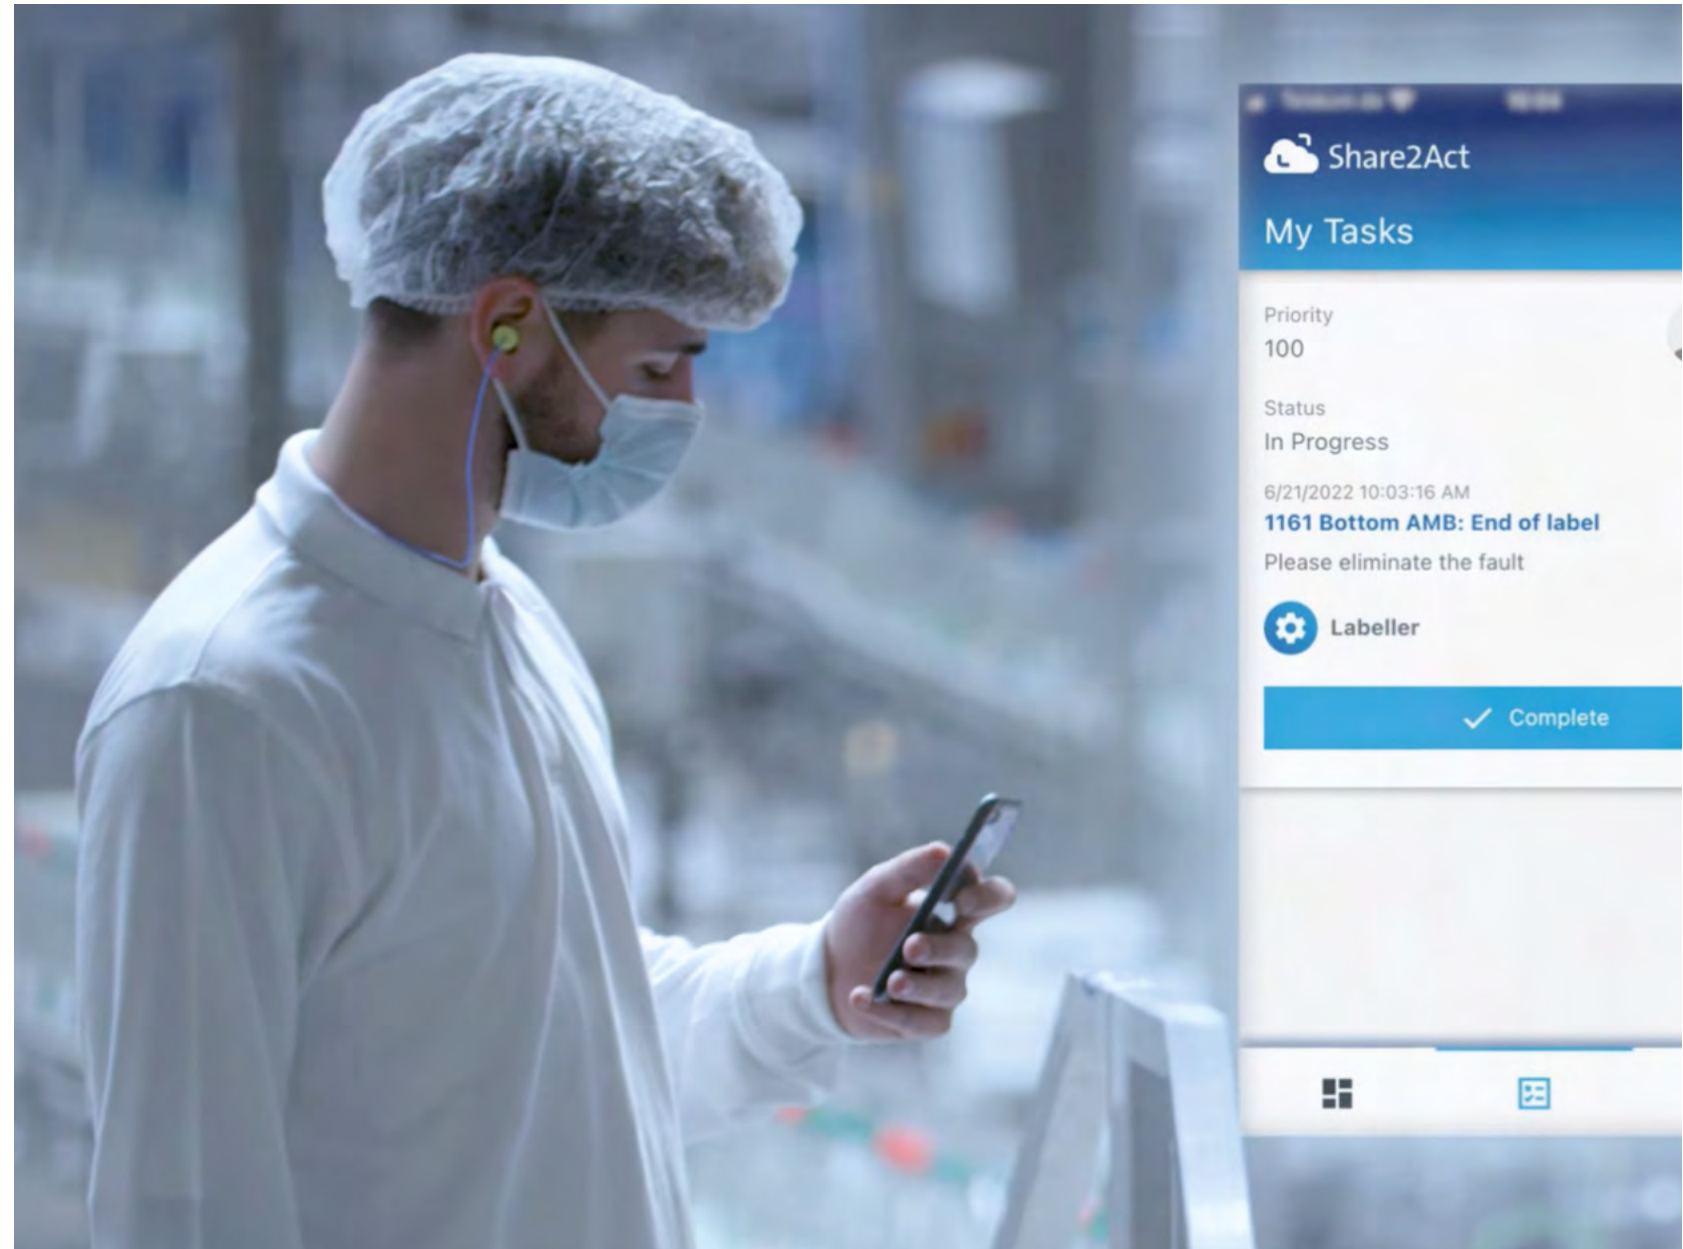 Share2Act
My Tasks
Priority
100
Status
In Progress
6/21/2022 10:03:16 AM
1161 Bottom AMB: End of label
Please eliminate the fault
Labeller
Complete